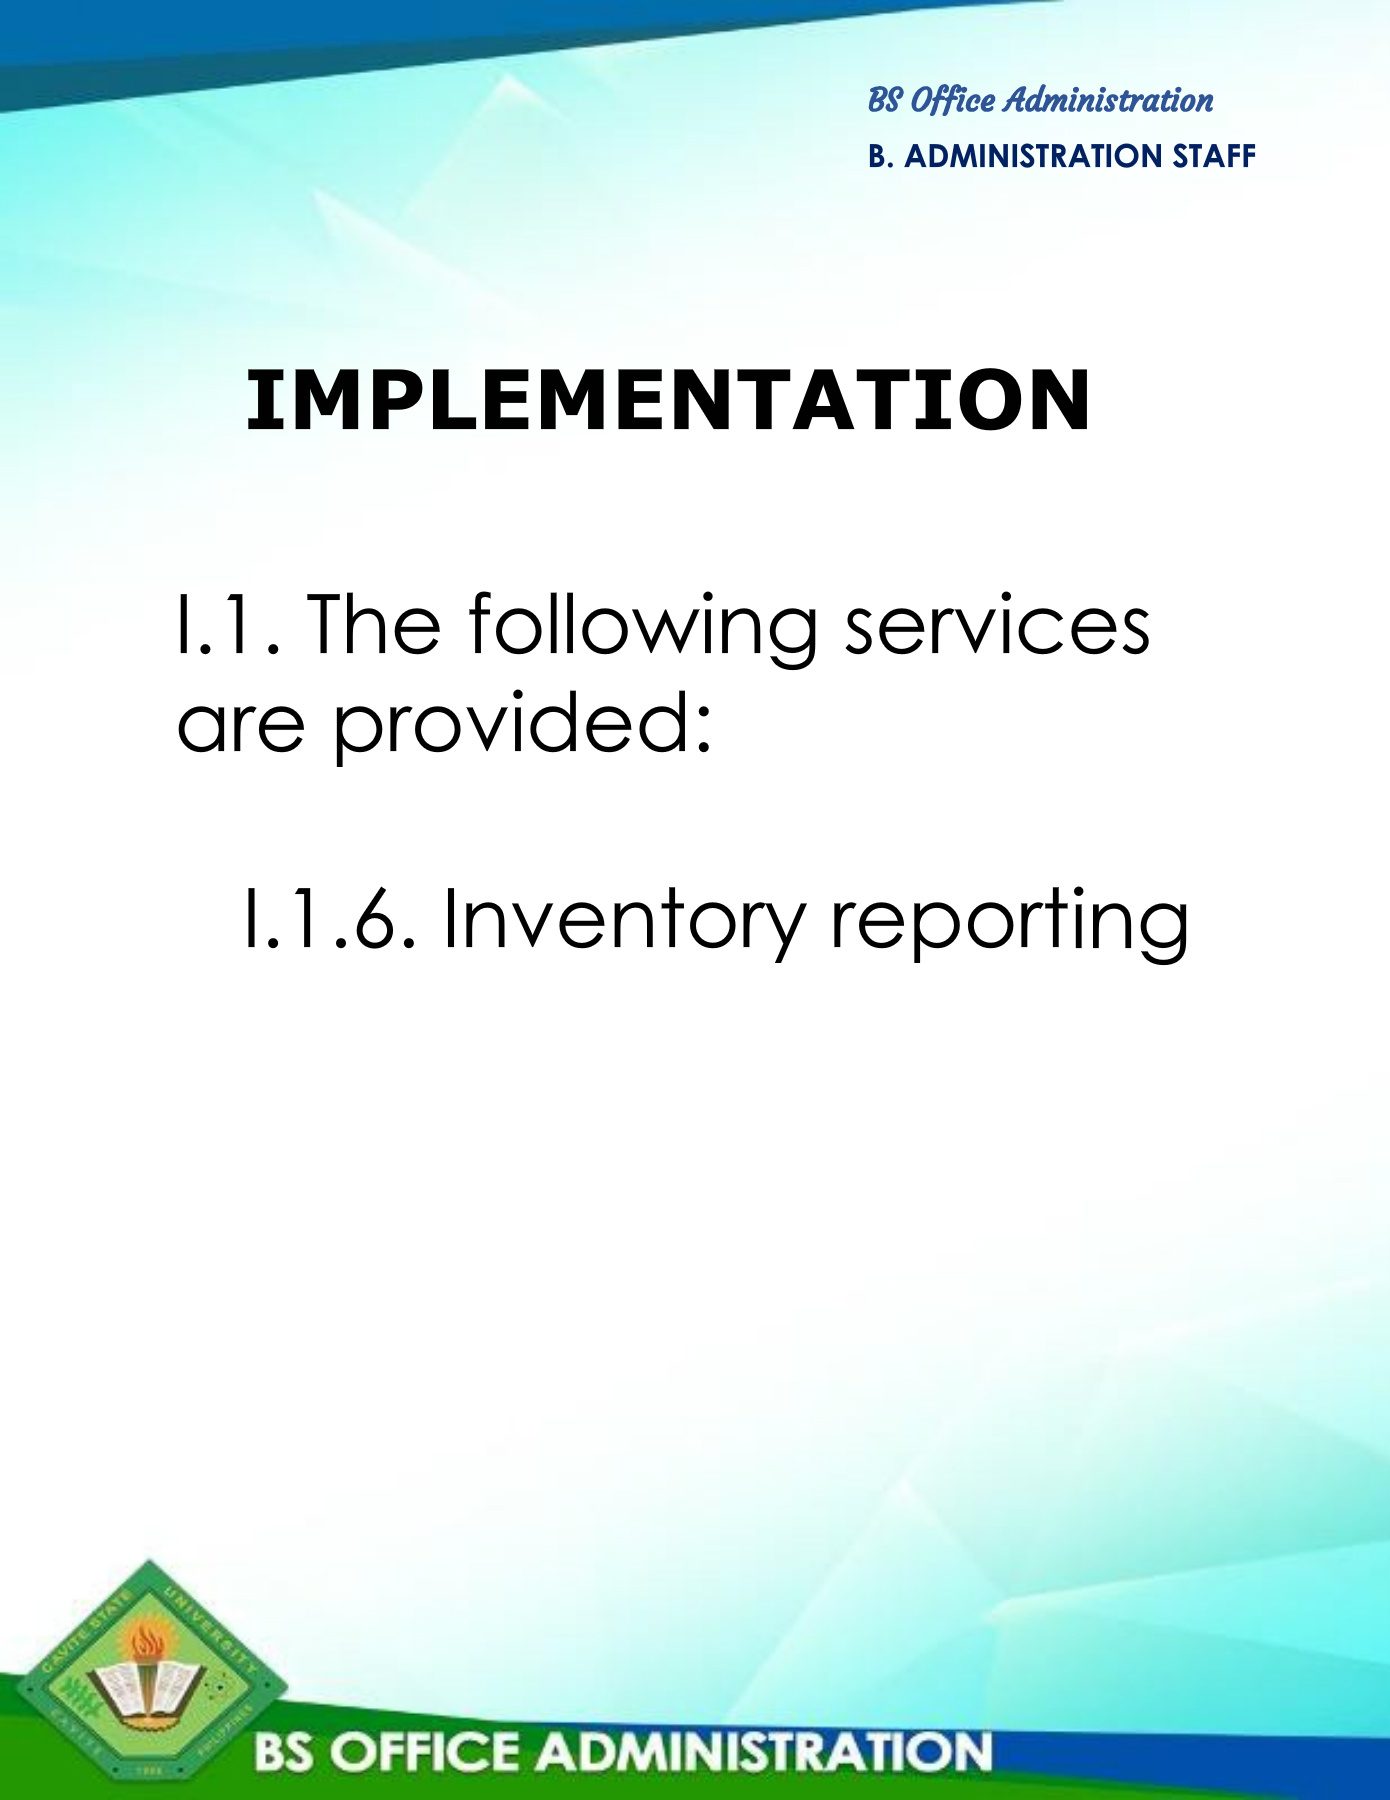 BS Office Administration
B. ADMINISTRATION STAFF
IMPLEMENTATION
I.1. The following services
are provided:
I.1.6. Inventory reporting
CAVITE STATE UNIVERSITY
CAVITE
PHILIPPINES
1906
BS OFFICE ADMINISTRATION